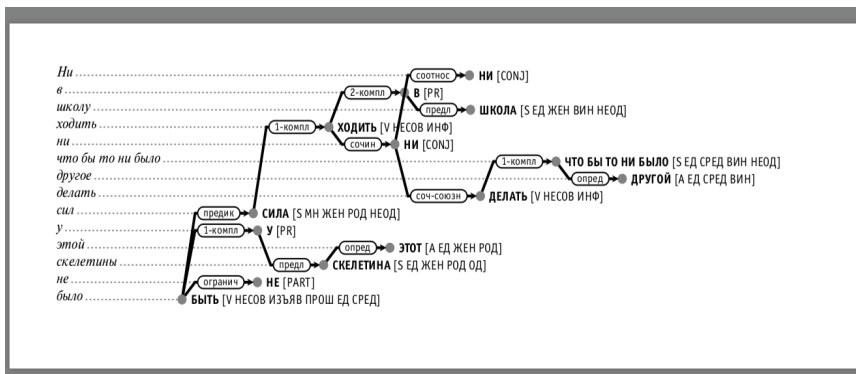 Ни соотнос НИ [CONJ]
в 2-компл В [PR]
школу предл ШКОЛА [S ЕД ЖЕН ВИН НЕОД]
ходить 1-компл ХОДИТЬ [V НЕСОВ ИНФ]
ни сочин НИ [CONJ]
что бы то ни было 1-компл ЧТО БЫ ТО НИ БЫЛО [S ЕД СРЕД ВИН НЕОД]
другое опред ДРУГОЙ [A ЕД СРЕД ВИН]
делать соч-союзн ДЕЛАТЬ [V НЕСОВ ИНФ]
сил предик СИЛА [S МН ЖЕН РОД НЕОД]
у 1-компл У [PR]
этой опред ЭТОТ [A ЕД ЖЕН РОД]
скелетины предл СКЕЛЕТИНА [S ЕД ЖЕН РОД ОД]
не огранич НЕ [PART]
было БЫТЬ [V НЕСОВ ИЗЪЯВ ПРОШ ЕД СРЕД]